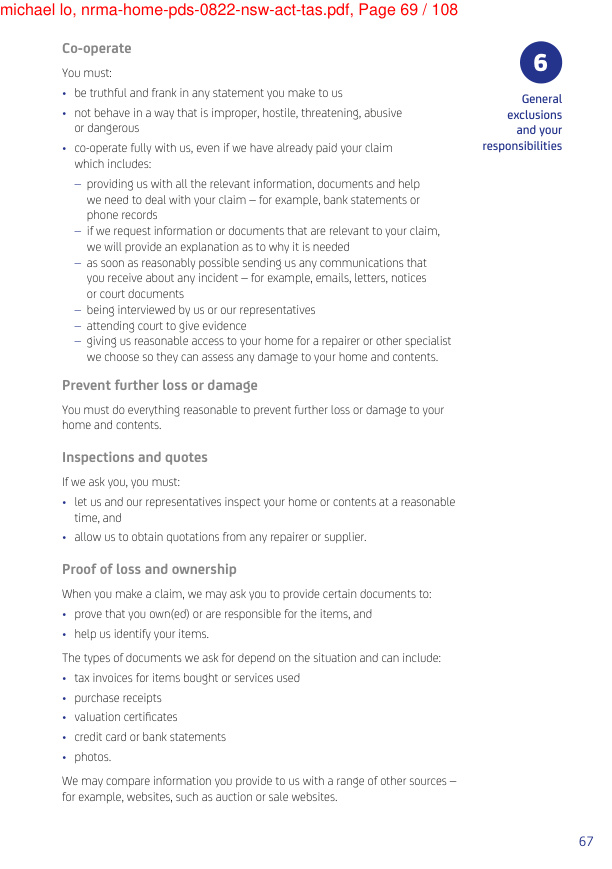 michael lo, nrma-home-pds-0822-nsw-act-tas.pdf, Page 69 / 108
6
General
exclusions
and your
responsibilities
Co-operate
You must:
• be truthful and frank in any statement you make to us
• not behave in a way that is improper, hostile, threatening, abusive
or dangerous
• co-operate fully with us, even if we have already paid your claim
which includes:
– providing us with all the relevant information, documents and help
we need to deal with your claim – for example, bank statements or
phone records
– if we request information or documents that are relevant to your claim,
we will provide an explanation as to why it is needed
– as soon as reasonably possible sending us any communications that
you receive about any incident – for example, emails, letters, notices
or court documents
– being interviewed by us or our representatives
– attending court to give evidence
– giving us reasonable access to your home for a repairer or other specialist
we choose so they can assess any damage to your home and contents.
Prevent further loss or damage
You must do everything reasonable to prevent further loss or damage to your
home and contents.
Inspections and quotes
If we ask you, you must:
• let us and our representatives inspect your home or contents at a reasonable
time, and
• allow us to obtain quotations from any repairer or supplier.
Proof of loss and ownership
When you make a claim, we may ask you to provide certain documents to:
• prove that you own(ed) or are responsible for the items, and
• help us identify your items.
The types of documents we ask for depend on the situation and can include:
• tax invoices for items bought or services used
• purchase receipts
• valuation certificates
• credit card or bank statements
• photos.
We may compare information you provide to us with a range of other sources –
for example, websites, such as auction or sale websites.
67